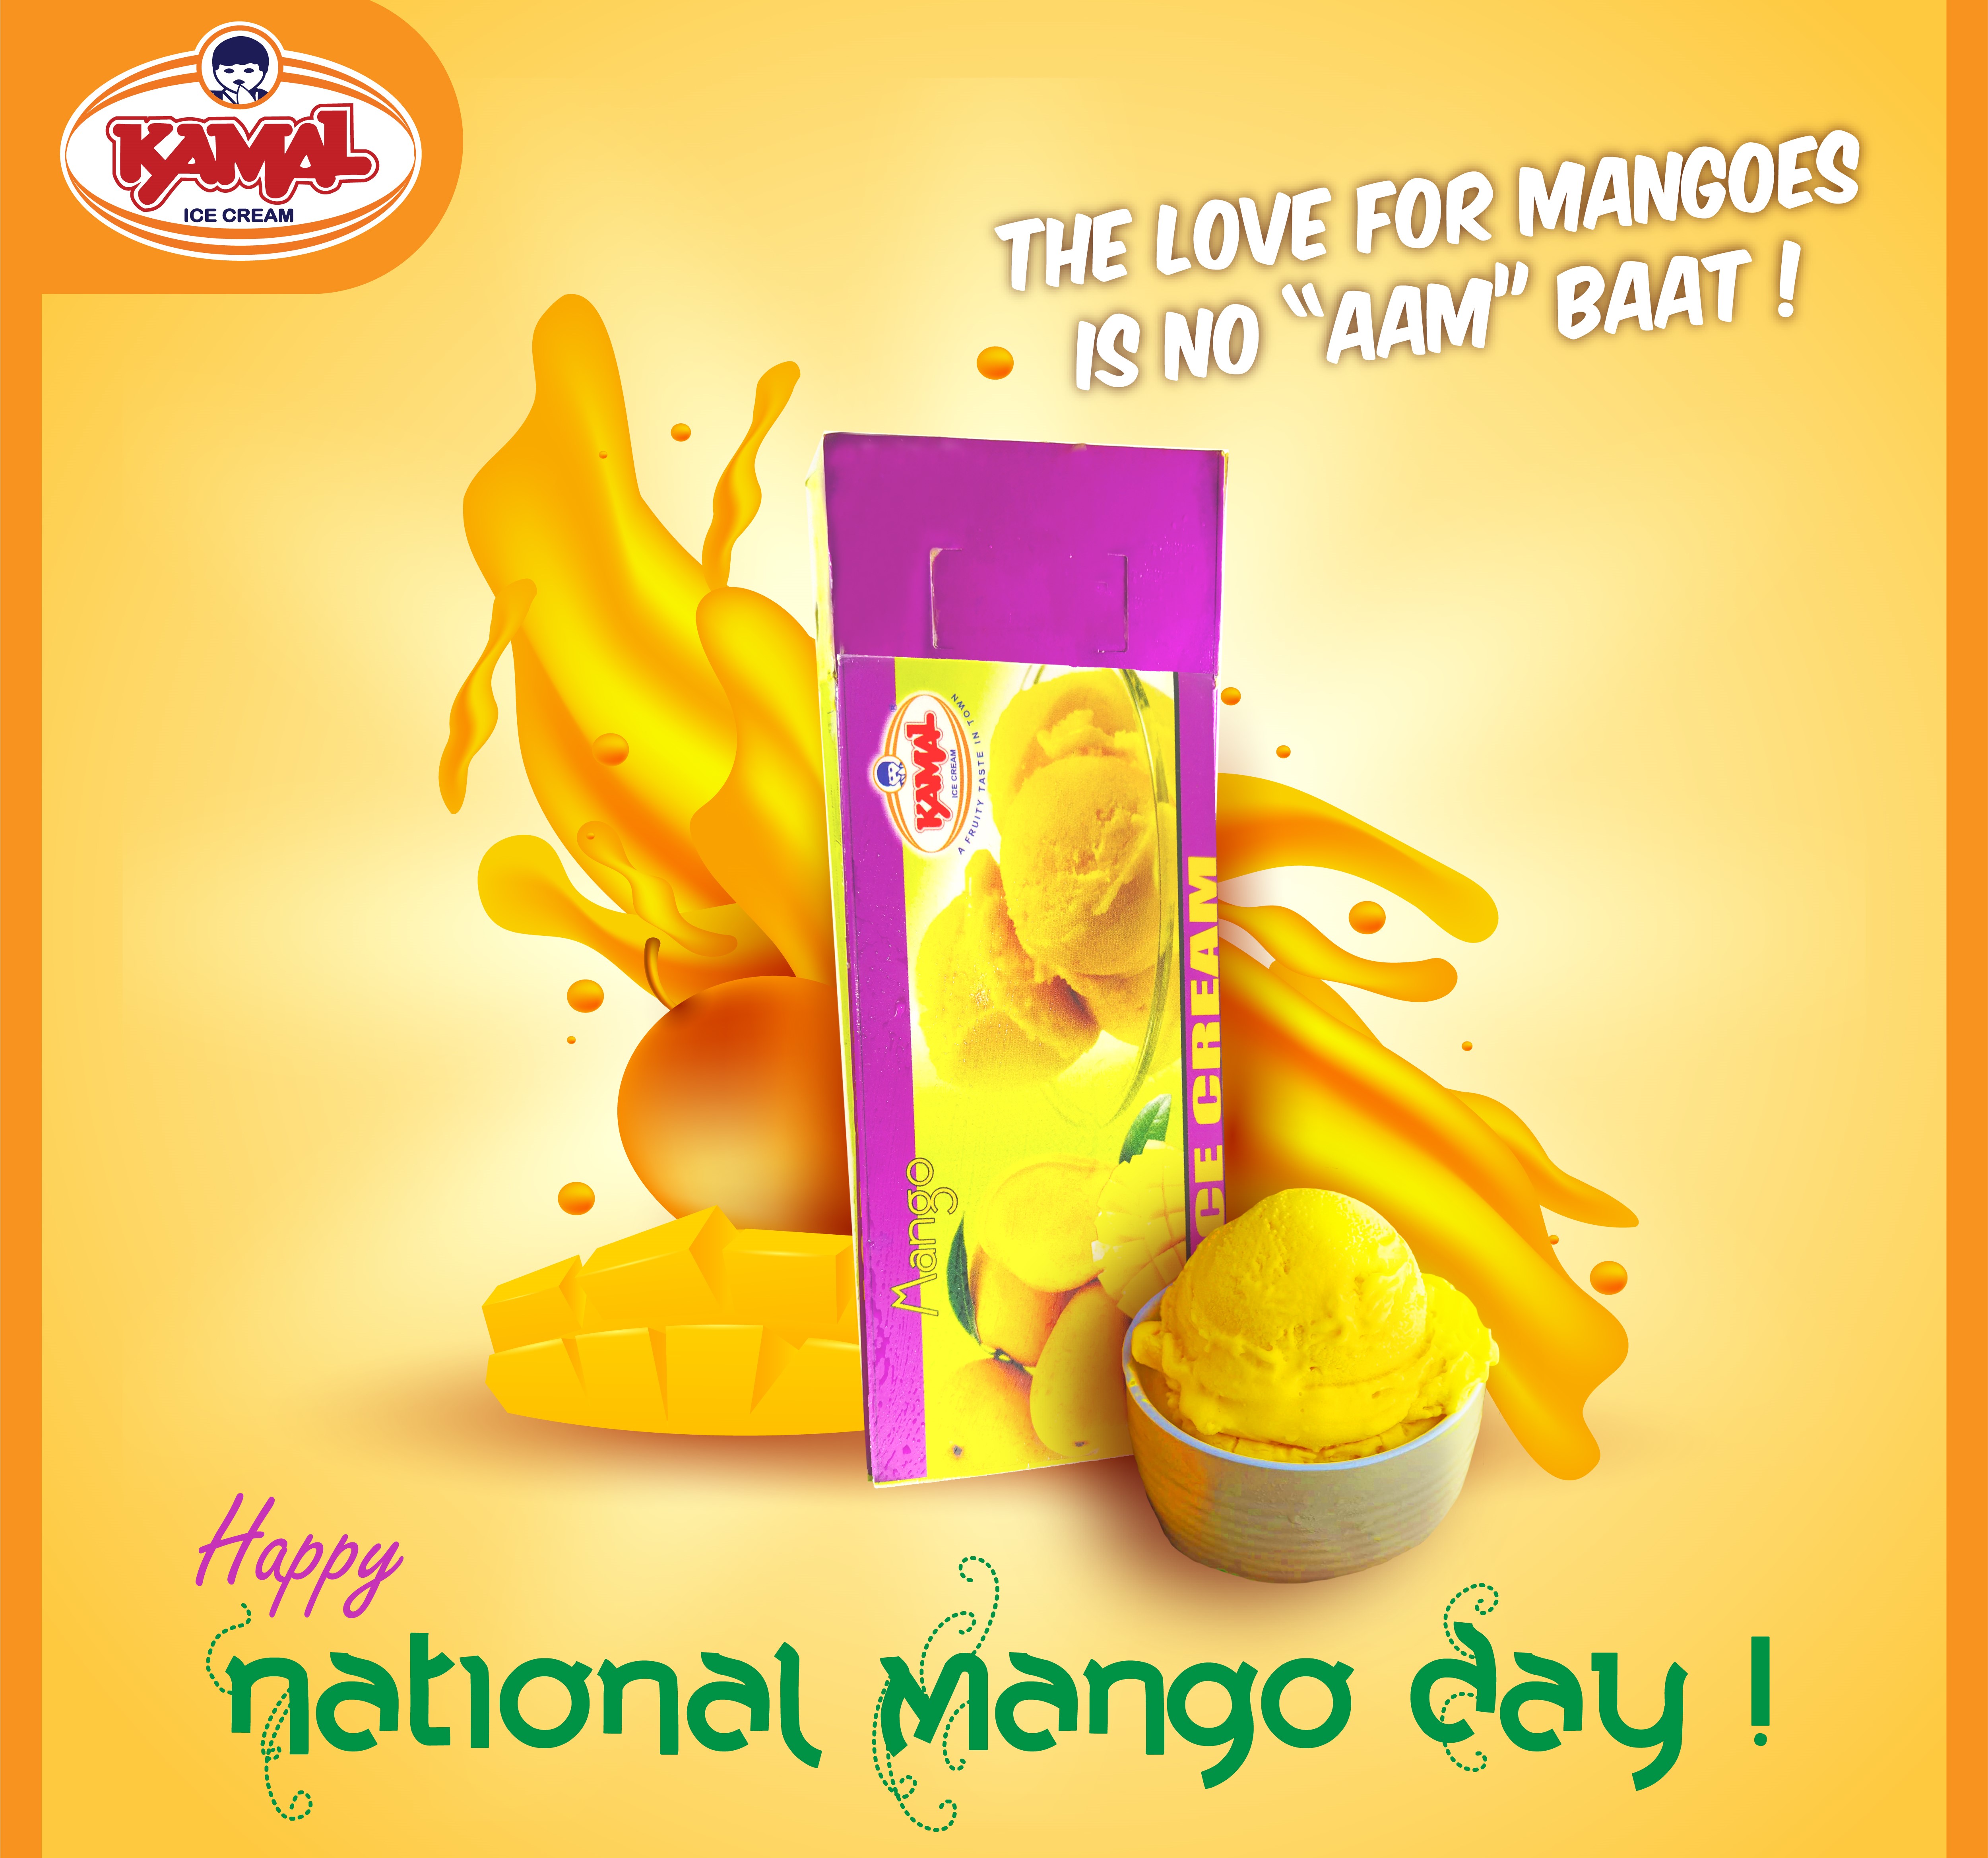 KAMAL
ICE CREAM
THE LOVE FOR MANGOES
IS NO “AAM” BAAT !
KAMAL
ICE CREAM
A FRUITY TASTE IN TOWN
Mango
ICE CREAM
Happy
national Mango day !